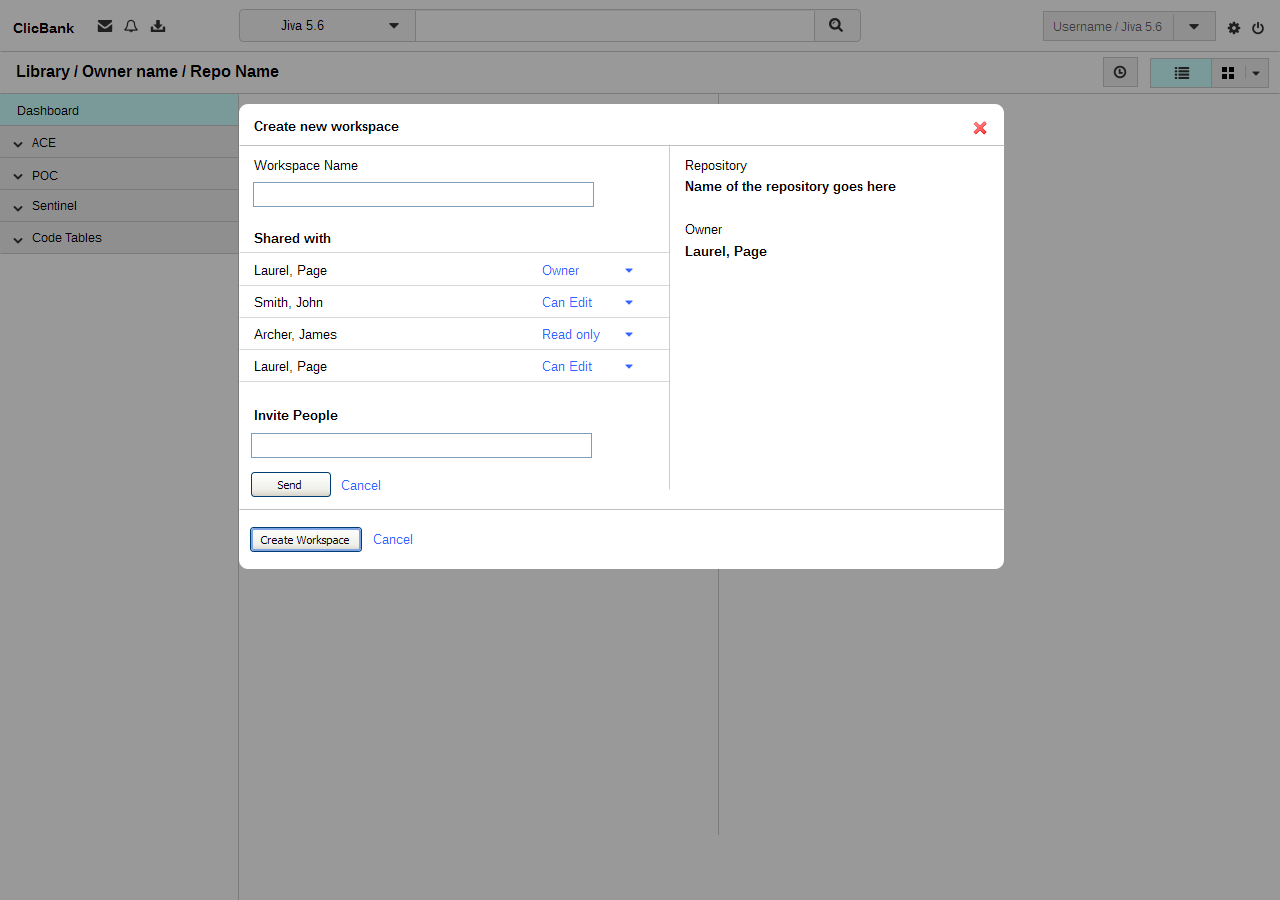 ClicBank
Jiva 5.6
Username / Jiva 5.6
Library / Owner name / Repo Name
Dashboard
ACE
POC
Sentinel
Code Tables
Create new workspace
Workspace Name
Shared with
Laurel, Page Owner
Smith, John Can Edit
Archer, James Read only
Laurel, Page Can Edit
Invite People
Send Cancel
Repository
Name of the repository goes here
Owner
Laurel, Page
Create Workspace Cancel